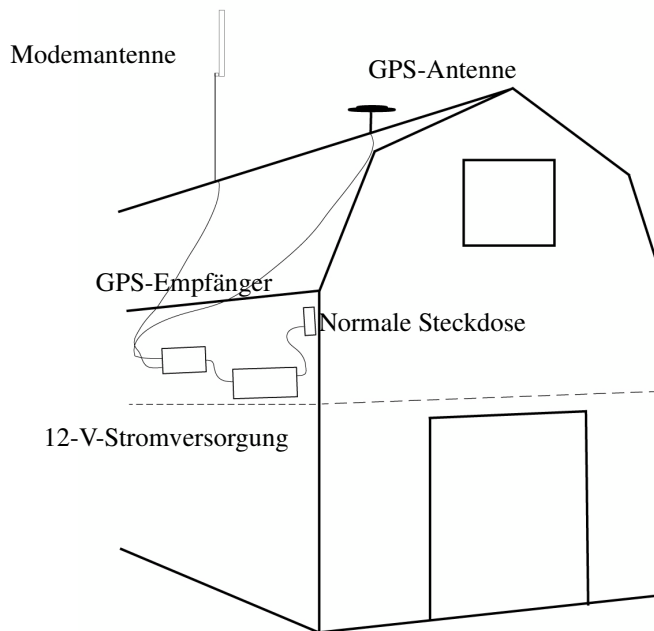 Modemantenne
GPS-Antenne
GPS-Empfänger
Normale Steckdose
12-V-Stromversorgung